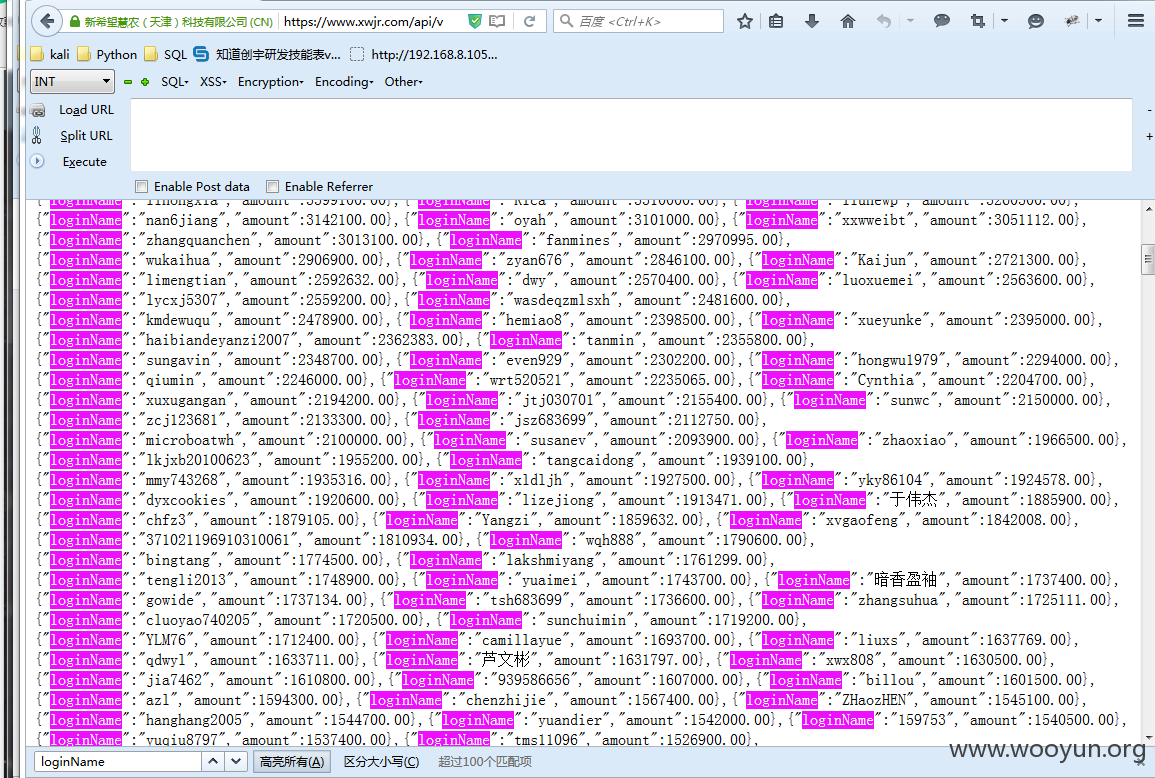 新希望慧农（天津）科技有限公司 (CN) https://www.xwjr.com/api/v 百度 <Ctrl+K>
kali Python SQL 知道创宇研发技能表v... http://192.168.8.105...
INT SQL XSS Encryption Encoding Other
Load URL
Split URL
Execute
Enable Post data Enable Referrer
{"loginName":"linongxia","amount":3399100.00},{"loginName":"Rica","amount":3310000.00},{"loginName":
{"loginName":"nan6jiang","amount":3142100.00},{"loginName":"oyah","amount":3101000.00},{"loginName":"xxwweibt","amount":3051112.00},
{"loginName":"zhangquanchen","amount":3013100.00},{"loginName":"fanmines","amount":2970995.00},
{"loginName":"wukaihua","amount":2906900.00},{"loginName":"zyan676","amount":2846100.00},{"loginName":"Kaijun","amount":2721300.00},
{"loginName":"limengtian","amount":2592632.00},{"loginName":"dwy","amount":2570400.00},{"loginName":"luoxuemei","amount":2563600.00},
{"loginName":"lycxj5307","amount":2559200.00},{"loginName":"wasdeqzmlsxh","amount":2481600.00},
{"loginName":"kmdewuqu","amount":2478900.00},{"loginName":"hemiao8","amount":2398500.00},{"loginName":"xueyunke","amount":2395000.00},
{"loginName":"haibiandeyanzi2007","amount":2362383.00},{"loginName":"tanmin","amount":2355800.00},
{"loginName":"sungavin","amount":2348700.00},{"loginName":"even929","amount":2302200.00},{"loginName":"hongwu1979","amount":2294000.00},
{"loginName":"qiumin","amount":2246000.00},{"loginName":"wrt520521","amount":2235065.00},{"loginName":"Cynthia","amount":2204700.00},
{"loginName":"xuxugangan","amount":2194200.00},{"loginName":"jtj030701","amount":2155400.00},{"loginName":"sunwc","amount":2150000.00},
{"loginName":"zcj123681","amount":2133300.00},{"loginName":"jsz683699","amount":2112750.00},
{"loginName":"microboatwh","amount":2100000.00},{"loginName":"susanev","amount":2093900.00},{"loginName":"zhaoxiao","amount":1966500.00},
{"loginName":"lkjxb20100623","amount":1955200.00},{"loginName":"tangcaidong","amount":1939100.00},
{"loginName":"mmy743268","amount":1935316.00},{"loginName":"xldljh","amount":1927500.00},{"loginName":"yky86104","amount":1924578.00},
{"loginName":"dyxcookies","amount":1920600.00},{"loginName":"lizejiong","amount":1913471.00},{"loginName":"于伟杰","amount":1885900.00},
{"loginName":"chfz3","amount":1879105.00},{"loginName":"Yangzi","amount":1859632.00},{"loginName":"xvgaofeng","amount":1842008.00},
{"loginName":"371021196910310061","amount":1810934.00},{"loginName":"wqh888","amount":1790600.00},
{"loginName":"bingtang","amount":1774500.00},{"loginName":"lakshmiyang","amount":1761299.00},
{"loginName":"tengli2013","amount":1748900.00},{"loginName":"yuaimei","amount":1743700.00},{"loginName":"暗香盈袖","amount":1737400.00},
{"loginName":"gowide","amount":1737134.00},{"loginName":"tsh683699","amount":1736600.00},{"loginName":"zhangsuhua","amount":1725111.00},
{"loginName":"cluoyao740205","amount":1720500.00},{"loginName":"sunchuimin","amount":1719200.00},
{"loginName":"YLM76","amount":1712400.00},{"loginName":"camillayue","amount":1693700.00},{"loginName":"liuxs","amount":1637769.00},
{"loginName":"qdwyl","amount":1633711.00},{"loginName":"芦文彬","amount":1631797.00},{"loginName":"xwx808","amount":1630500.00},
{"loginName":"jia7462","amount":1610800.00},{"loginName":"939586656","amount":1607000.00},{"loginName":"billou","amount":1601500.00},
{"loginName":"azl","amount":1594300.00},{"loginName":"chenzhijie","amount":1567400.00},{"loginName":"ZHaozHEN","amount":1545100.00},
{"loginName":"hanghang2005","amount":1544700.00},{"loginName":"yuandier","amount":1542000.00},{"loginName":"159753","amount":1540500.00},
{"loginName":"yuqiu8797","amount":1537400.00},{"loginName":"tms11096","amount":1526900.00},
www.wooyun.org
loginName 高亮所有(A) 区分大小写(C) 超过100个匹配项